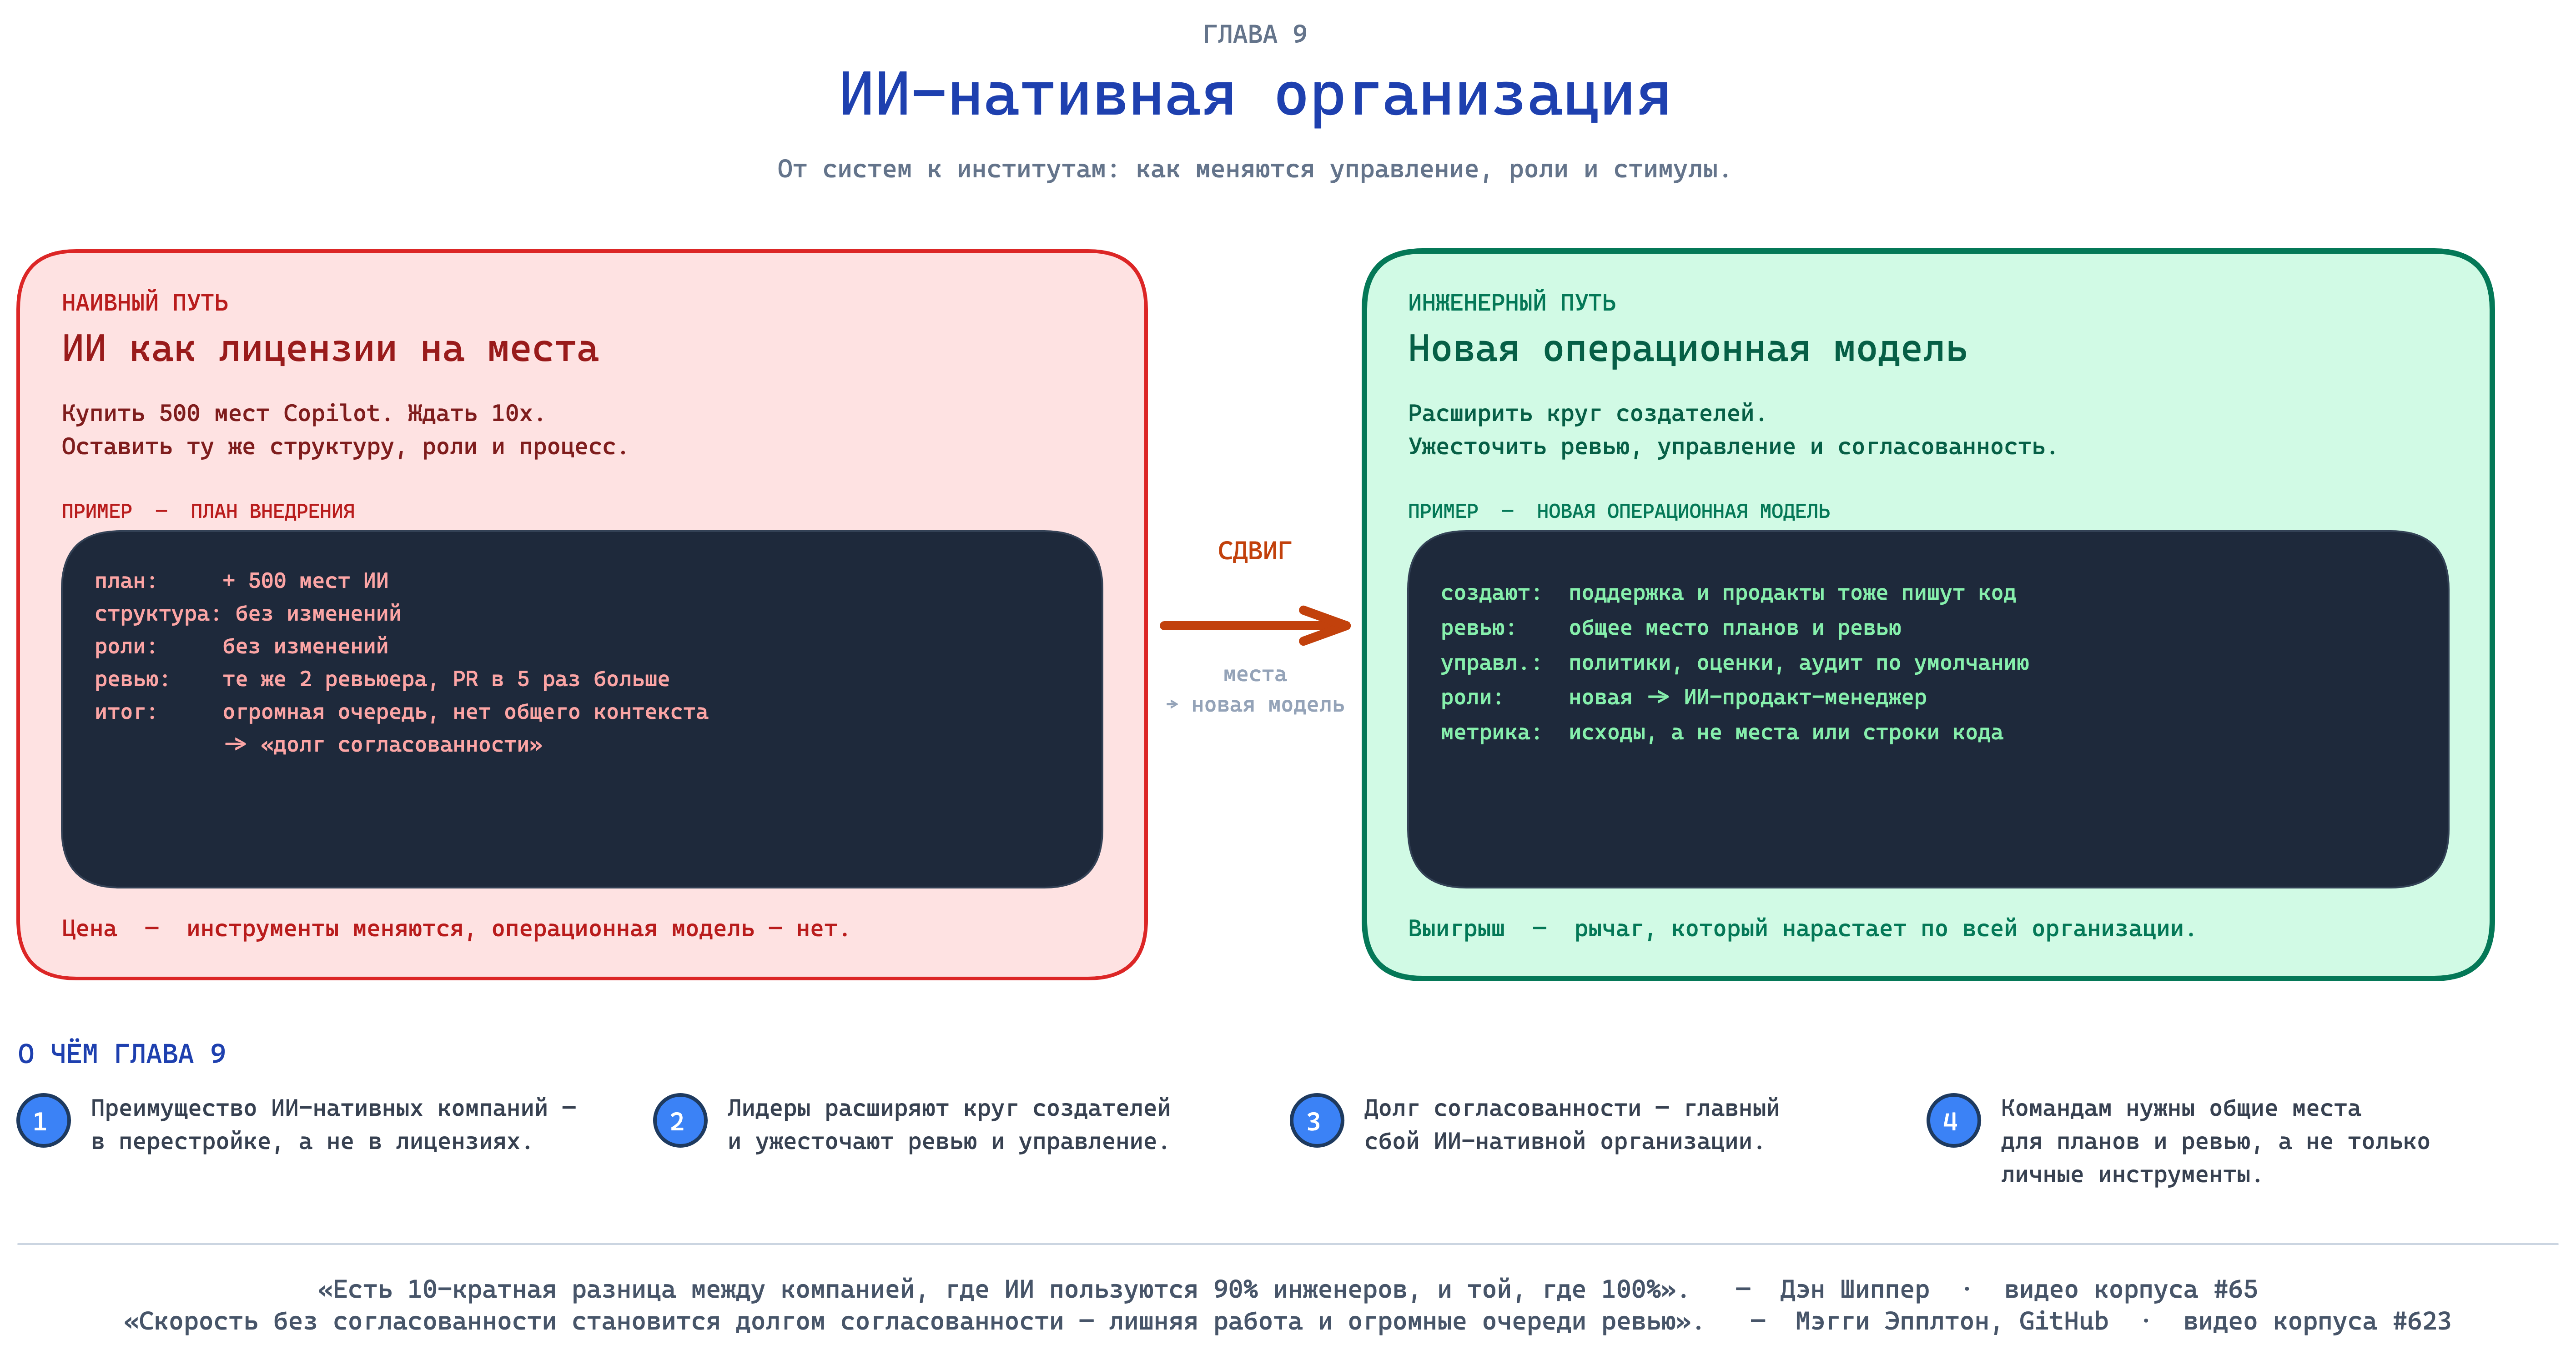 ГЛАВА 9
ИИ-нативная организация
От систем к институтам: как меняются управление, роли и стимулы.
НАИВНЫЙ ПУТЬ
ИИ как лицензии на места
Купить 500 мест Copilot. Ждать 10x.
Оставить ту же структуру, роли и процесс.
ПРИМЕР — ПЛАН ВНЕДРЕНИЯ
план: + 500 мест ИИ
структура: без изменений
роли: без изменений
ревью: те же 2 ревьюера, PR в 5 раз больше
итог: огромная очередь, нет общего контекста
→ «долг согласованности»
Цена — инструменты меняются, операционная модель — нет.
СДВИГ
места
→ новая модель
ИНЖЕНЕРНЫЙ ПУТЬ
Новая операционная модель
Расширить круг создателей.
Ужесточить ревью, управление и согласованность.
ПРИМЕР — НОВАЯ ОПЕРАЦИОННАЯ МОДЕЛЬ
создают: поддержка и продакты тоже пишут код
ревью: общее место планов и ревью
управл.: политики, оценки, аудит по умолчанию
роли: новая → ИИ-продакт-менеджер
метрика: исходы, а не места или строки кода
Выигрыш — рычаг, который нарастает по всей организации.
О ЧЁМ ГЛАВА 9
1
Преимущество ИИ-нативных компаний —
в перестройке, а не в лицензиях.
2
Лидеры расширяют круг создателей
и ужесточают ревью и управление.
3
Долг согласованности — главный
сбой ИИ-нативной организации.
4
Командам нужны общие места
для планов и ревью, а не только
личные инструменты.
«Есть 10-кратная разница между компанией, где ИИ пользуются 90% инженеров, и той, где 100%». — Дэн Шиппер · видео корпуса #65
«Скорость без согласованности становится долгом согласованности — лишняя работа и огромные очереди ревью». — Мэгги Эпплтон, GitHub · видео корпуса #623